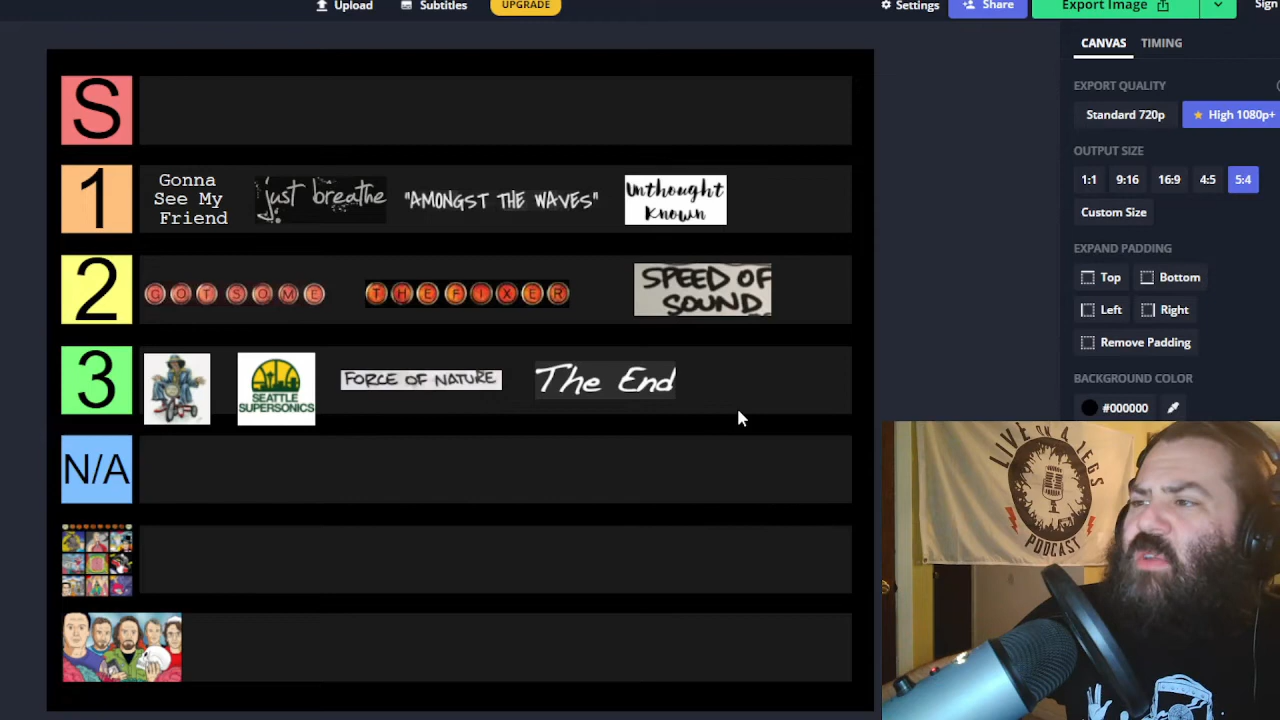 Upload
Subtitles
UPGRADE
Settings
Share
Export Image
Sign
CANVAS
TIMING
EXPORT QUALITY
Standard 720p
High 1080p+
OUTPUT SIZE
1:1
9:16
16:9
4:5
5:4
Custom Size
EXPAND PADDING
Top
Bottom
Left
Right
Remove Padding
BACKGROUND COLOR
#000000
S
1
Gonna
See My
Friend
just breathe
"AMONGST THE WAVES"
Unthought
Known
2
GOT SOME
THE FIXER
SPEED OF
SOUND
3
SEATTLE
SUPERSONICS
FORCE OF NATURE
The End
N/A
LIVE ON 4 LEGS
PODCAST